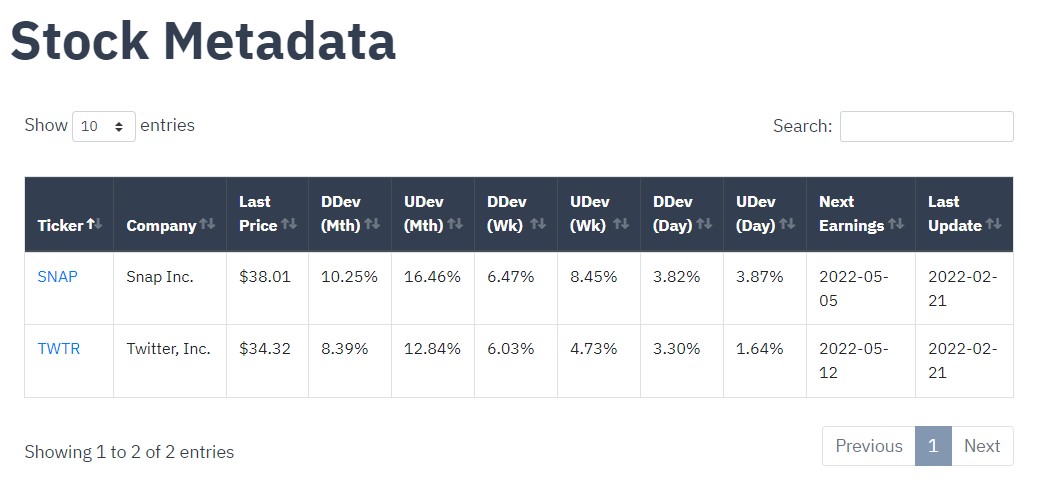 Stock Metadata
Show 10 entries
Search:
Ticker Company Last Price DDev (Mth) UDev (Mth) DDev (Wk) UDev (Wk) DDev (Day) UDev (Day) Next Earnings Last Update
SNAP Snap Inc. $38.01 10.25% 16.46% 6.47% 8.45% 3.82% 3.87% 2022-05-05 2022-02-21
TWTR Twitter, Inc. $34.32 8.39% 12.84% 6.03% 4.73% 3.30% 1.64% 2022-05-12 2022-02-21
Showing 1 to 2 of 2 entries
Previous 1 Next